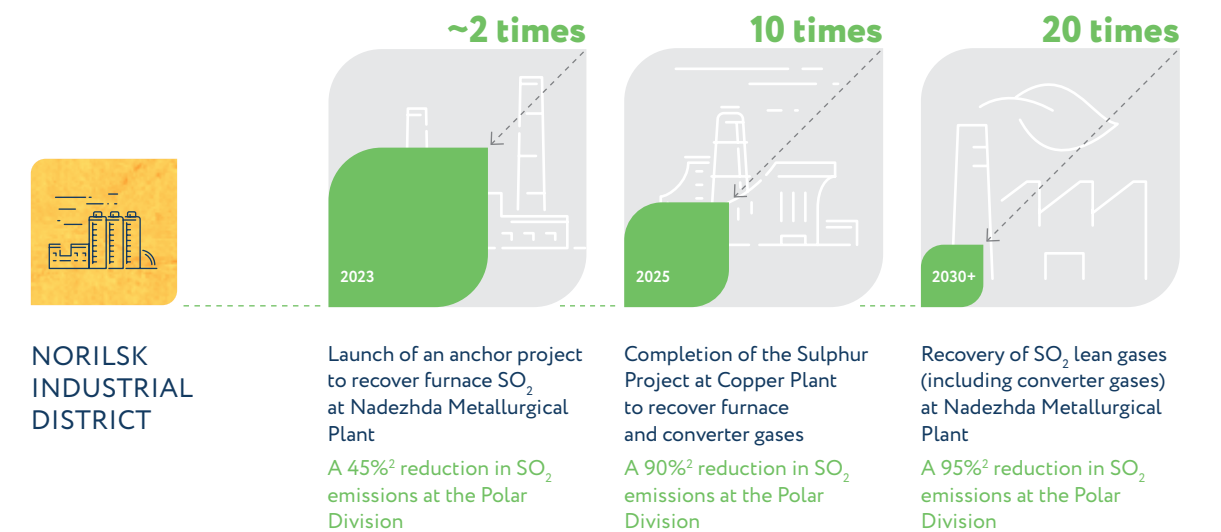 ~2 times
10 times
20 times
2023
2025
2030+
NORILSK
INDUSTRIAL
DISTRICT
Launch of an anchor project
to recover furnace SO₂
at Nadezhda Metallurgical
Plant
A 45%² reduction in SO₂
emissions at the Polar
Division
Completion of the Sulphur
Project at Copper Plant
to recover furnace
and converter gases
A 90%² reduction in SO₂
emissions at the Polar
Division
Recovery of SO₂ lean gases
(including converter gases)
at Nadezhda Metallurgical
Plant
A 95%² reduction in SO₂
emissions at the Polar
Division